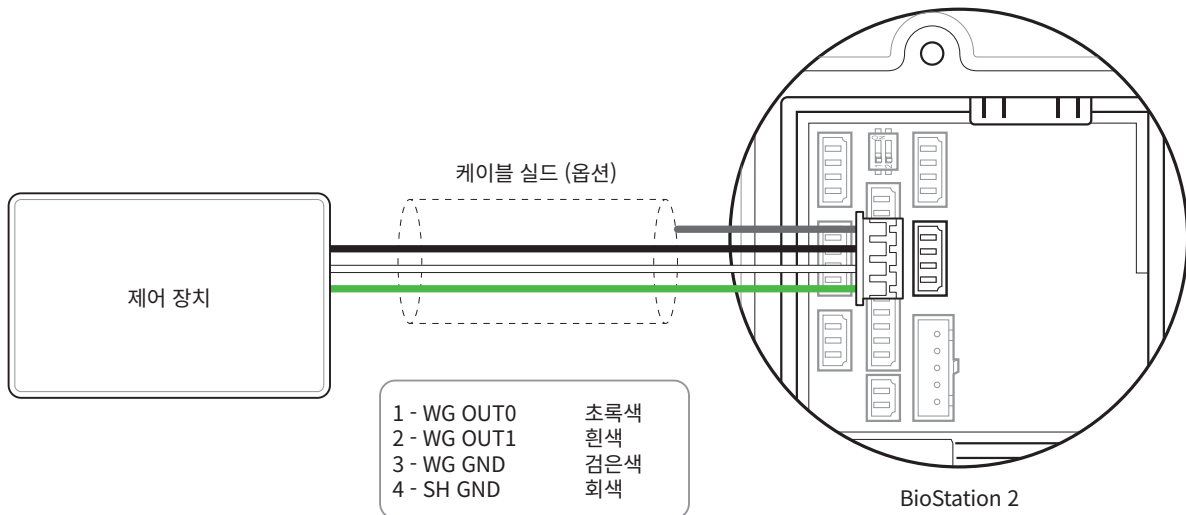 케이블 실드 (옵션)
제어 장치
1 - WG OUT0 초록색
2 - WG OUT1 흰색
3 - WG GND 검은색
4 - SH GND 회색
BioStation 2